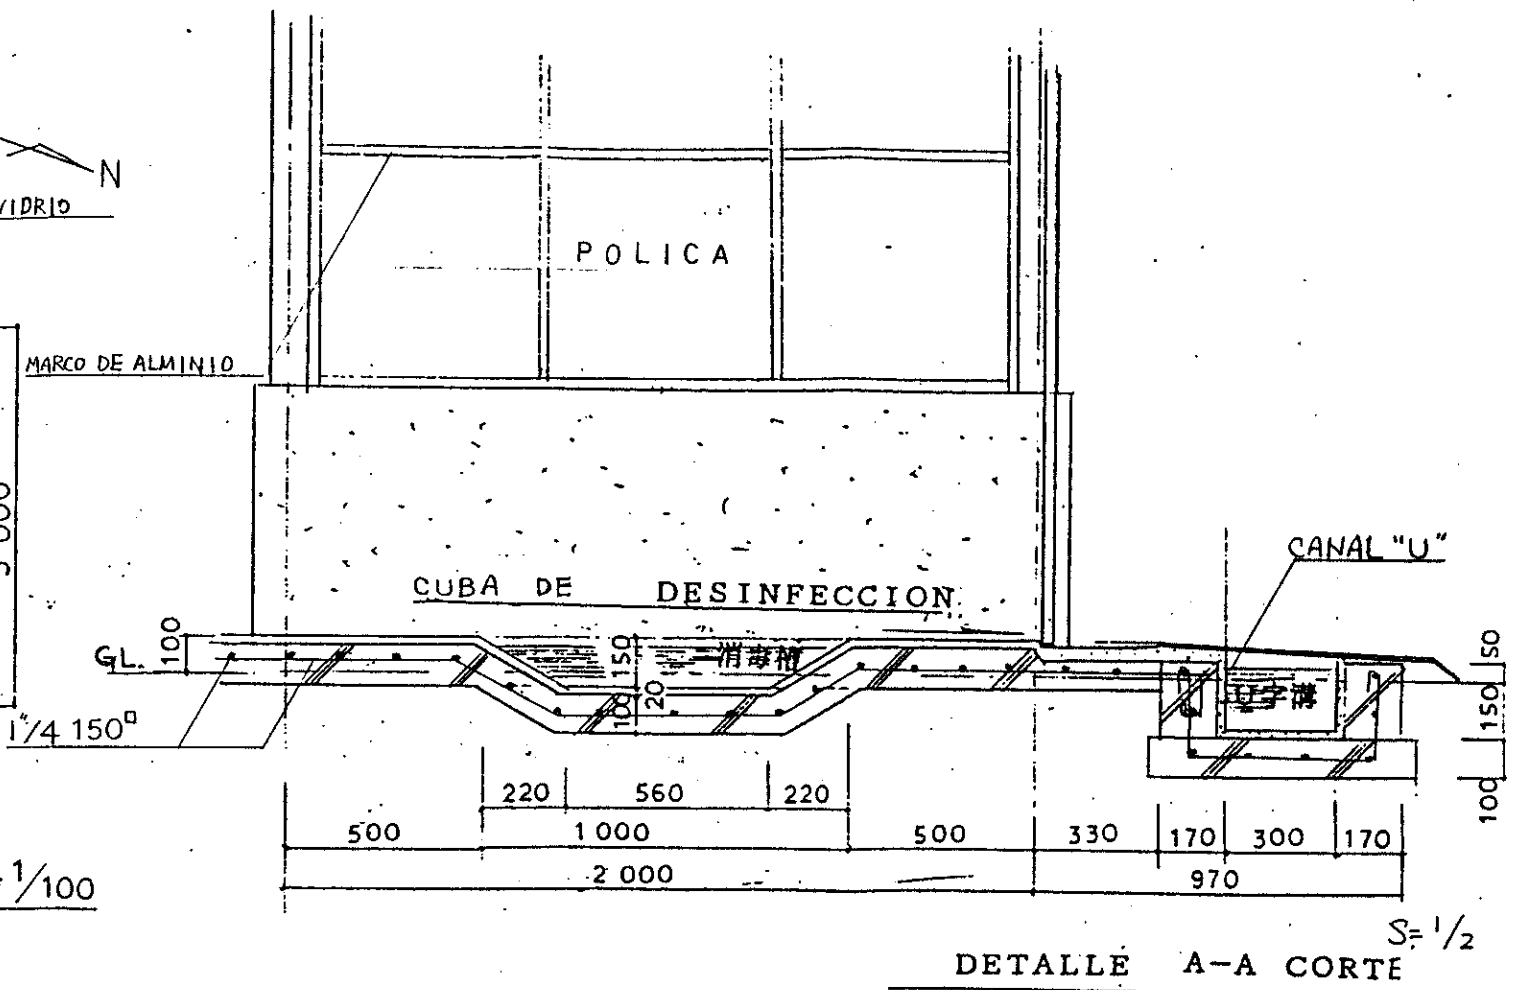 N
VIDRIO
POLICA
MARCO DE ALMINIO
CANAL "U"
CUBA DE DESINFECCION
GL.
100
150
消毒槽
20
100
U字溝
50
150
100
1"/4 150□
220 560 220
500 1 000 500 330 170 300 170
2 000 970
1/100
S= 1/2
DETALLE A-A CORTE